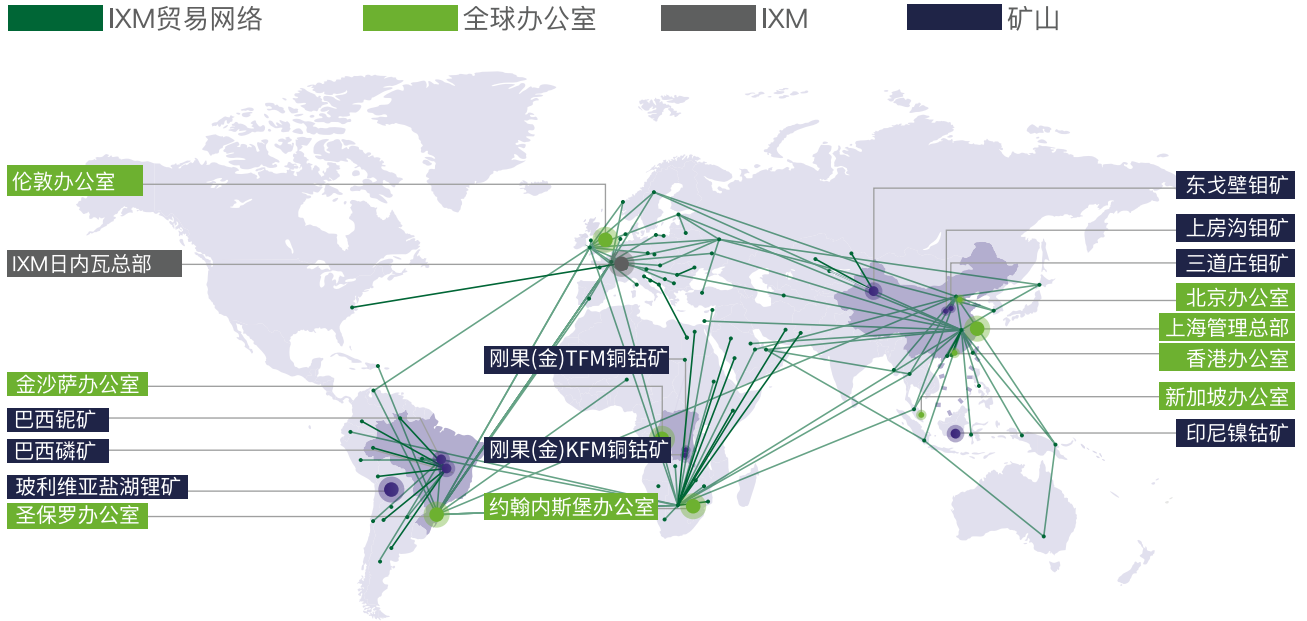 IXM贸易网络
全球办公室
IXM
矿山
伦敦办公室
IXM日内瓦总部
金沙萨办公室
巴西铌矿
巴西磷矿
玻利维亚盐湖锂矿
圣保罗办公室
刚果(金)TFM铜钴矿
刚果(金)KFM铜钴矿
约翰内斯堡办公室
东戈壁钼矿
上房沟钼矿
三道庄钼矿
北京办公室
上海管理总部
香港办公室
新加坡办公室
印尼镍钴矿